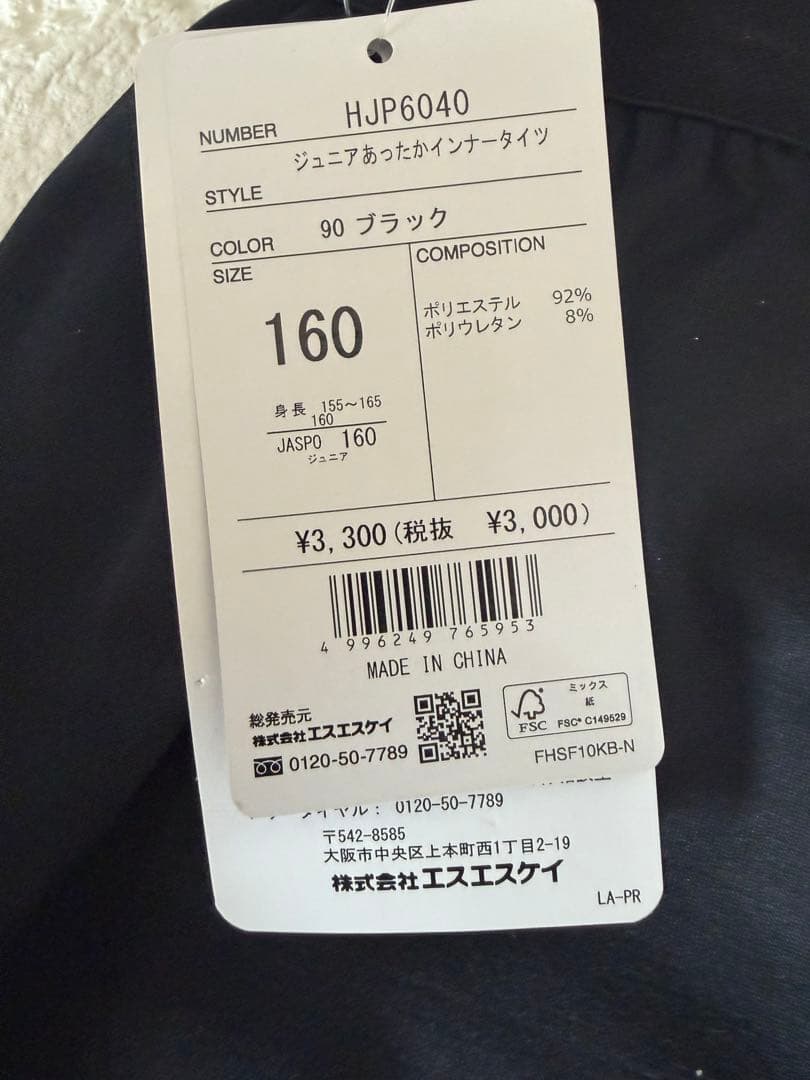 NUMBER HJP6040
ジュニアあったかインナータイツ
STYLE
COLOR 90 ブラック
SIZE
160
身長 155~165
160
JASPO 160
ジュニア
COMPOSITION
ポリエステル 92%
ポリウレタン 8%
¥3,300(税抜 ¥3,000)
4 996249 765953
MADE IN CHINA
総発売元
株式会社エスエスケイ
0120-50-7789
ミックス
紙
FSC
FSC® C149529
FHSF10KB-N
ダイヤル: 0120-50-7789
〒542-8585
大阪市中央区上本町西1丁目2-19
株式会社エスエスケイ
LA-PR